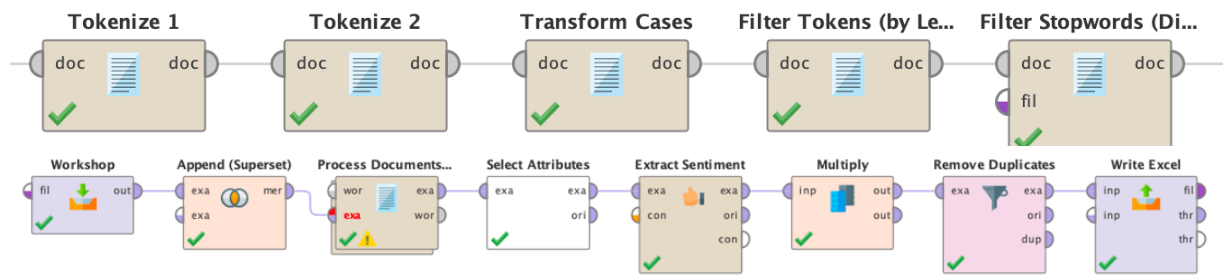 Tokenize 1 Tokenize 2 Transform Cases Filter Tokens (by Le... Filter Stopwords (Di...
doc doc doc doc doc doc doc doc doc doc
fil
Workshop Append (Superset) Process Documents... Select Attributes Extract Sentiment Multiply Remove Duplicates Write Excel
fil out exa mer wor exa exa exa exa exa inp out exa exa inp fil
exa exa wor ori con ori out ori inp thr
con dup thr